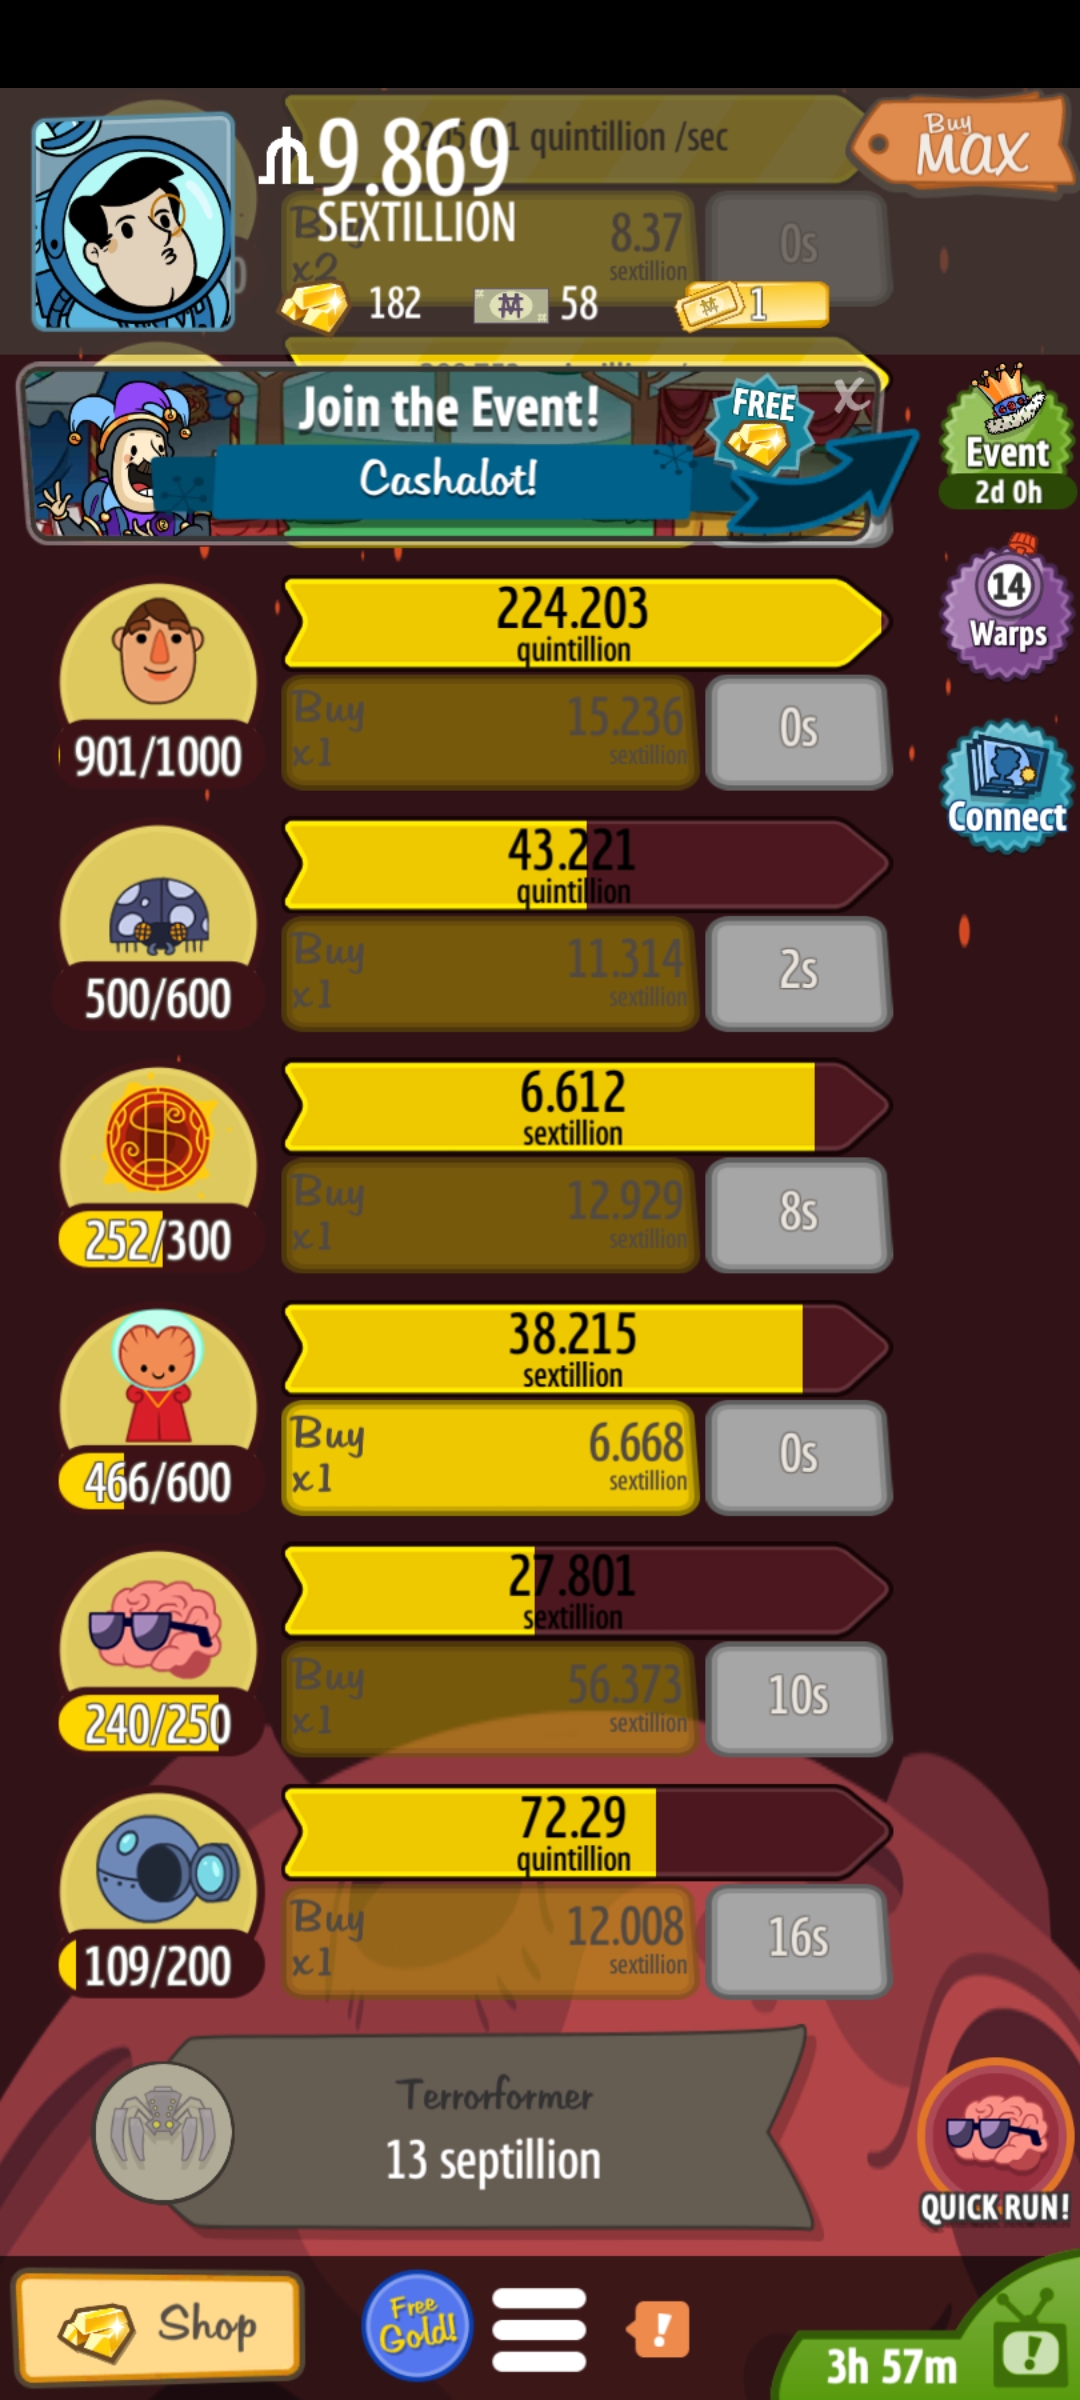 quintillion /sec
Buy
MAX
9.869
SEXTILLION
8.37
sextillion
0s
x2
182
58
1
Join the Event!
FREE
X
Cashalot!
Event
2d 0h
14
Warps
Connect
224.203
quintillion
Buy
x1
15.236
sextillion
0s
901/1000
43.221
quintillion
Buy
x1
11.314
sextillion
2s
500/600
6.612
sextillion
Buy
x1
12.929
sextillion
8s
252/300
38.215
sextillion
Buy
x1
6.668
sextillion
0s
466/600
27.801
sextillion
Buy
x1
56.373
sextillion
10s
240/250
72.29
quintillion
Buy
x1
12.008
sextillion
16s
109/200
Terrorformer
13 septillion
QUICK RUN!
Shop
Free
Gold!
!
3h 57m
!